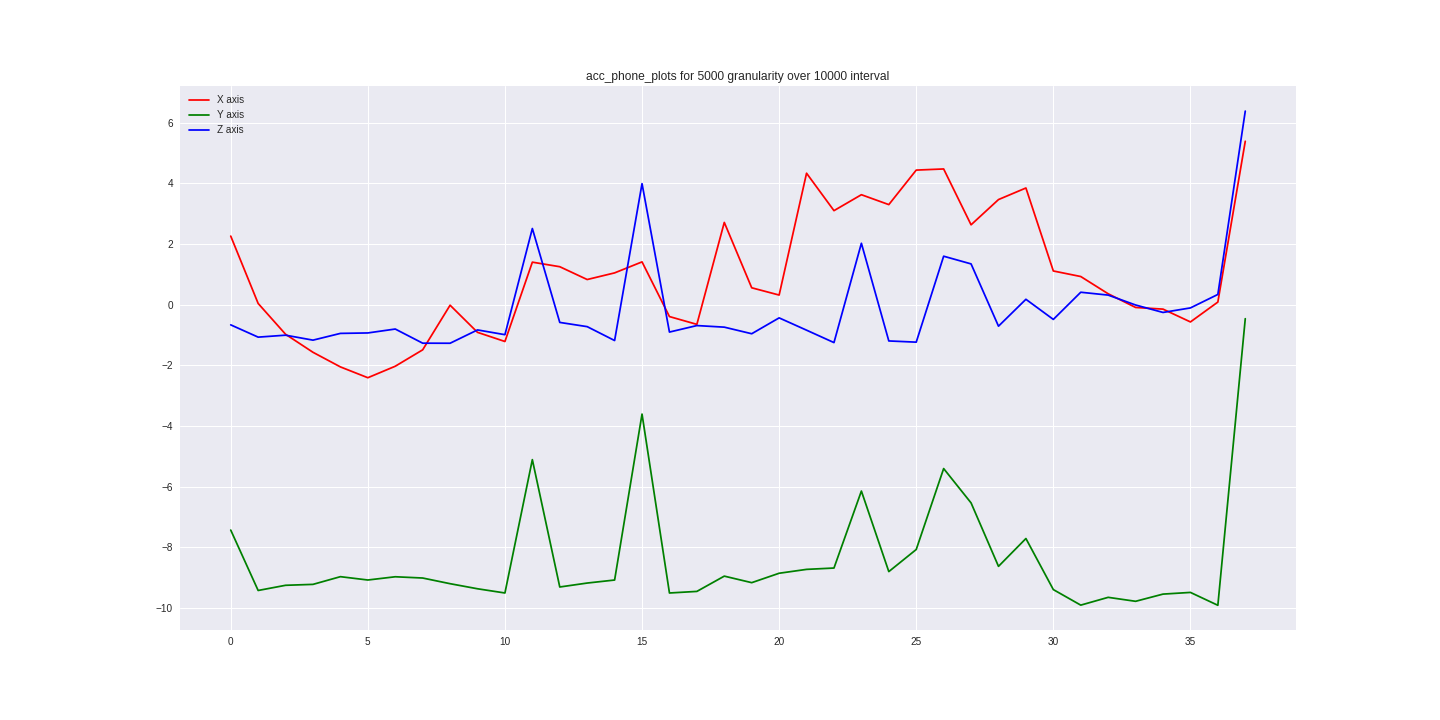 acc_phone_plots for 5000 granularity over 10000 interval
X axis
Y axis
Z axis
6
4
2
0
−2
−4
−6
−8
−10
0 5 10 15 20 25 30 35